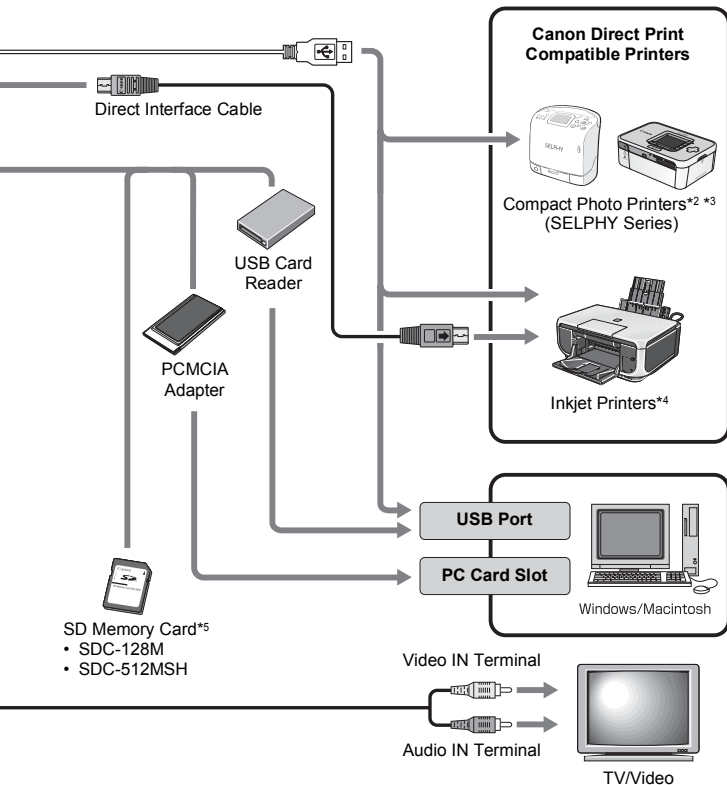 Canon Direct Print
Compatible Printers
Direct Interface Cable
SELPHY
Compact Photo Printers*2 *3
(SELPHY Series)
USB Card
Reader
PCMCIA
Adapter
Inkjet Printers*4
USB Port
PC Card Slot
Windows/Macintosh
SD Memory Card*5
• SDC-128M
• SDC-512MSH
Video IN Terminal
Audio IN Terminal
TV/Video